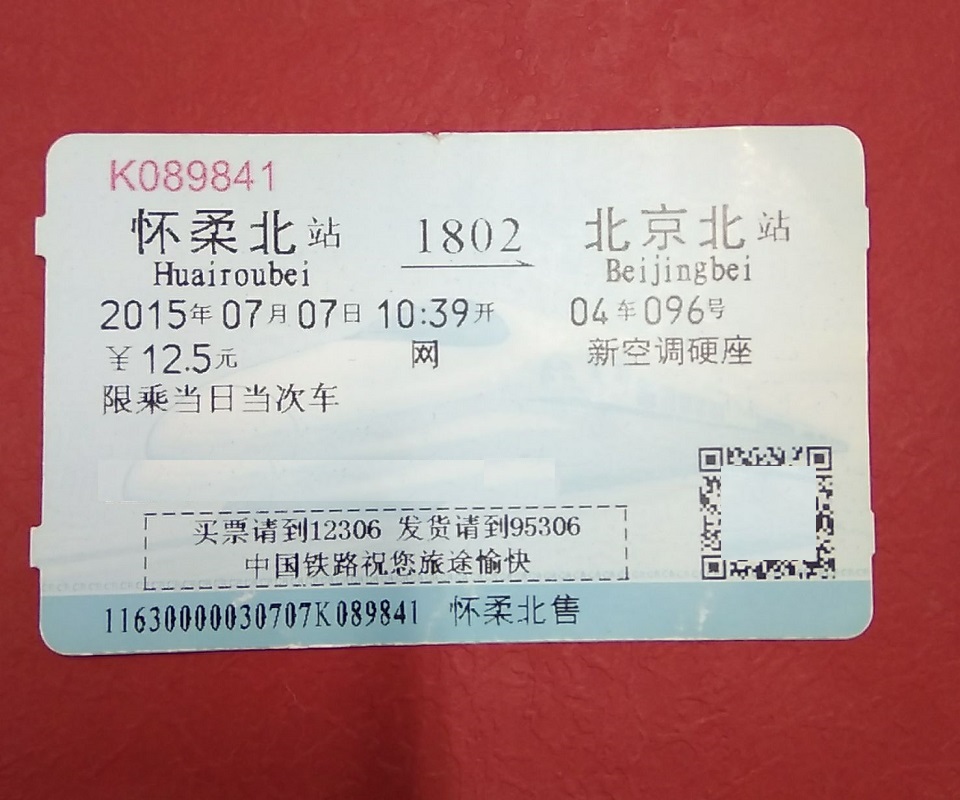 K089841
怀柔北站 1802 北京北站
Huairoubei Beijingbei
2015年07月07日 10:39开 04车096号
￥12.5元 网 新空调硬座
限乘当日当次车
买票请到12306 发货请到95306
中国铁路祝您旅途愉快
11630000030707K089841 怀柔北售